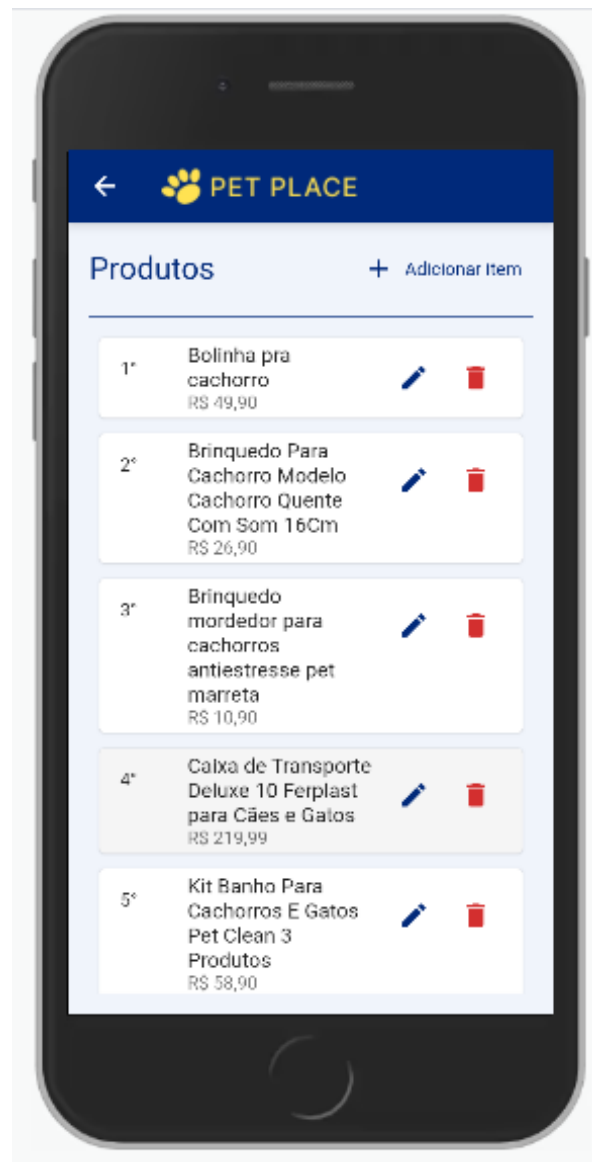 PET PLACE
Produtos
+ Adicionar item
1°
Bolinha pra
cachorro
R$ 49,90
2°
Brinquedo Para
Cachorro Modelo
Cachorro Quente
Com Som 16Cm
R$ 26,90
3°
Brinquedo
mordedor para
cachorros
antiestresse pet
marreta
R$ 10,90
4°
Caixa de Transporte
Deluxe 10 Ferplast
para Cães e Gatos
R$ 219,99
5°
Kit Banho Para
Cachorros E Gatos
Pet Clean 3
Produtos
R$ 58,90